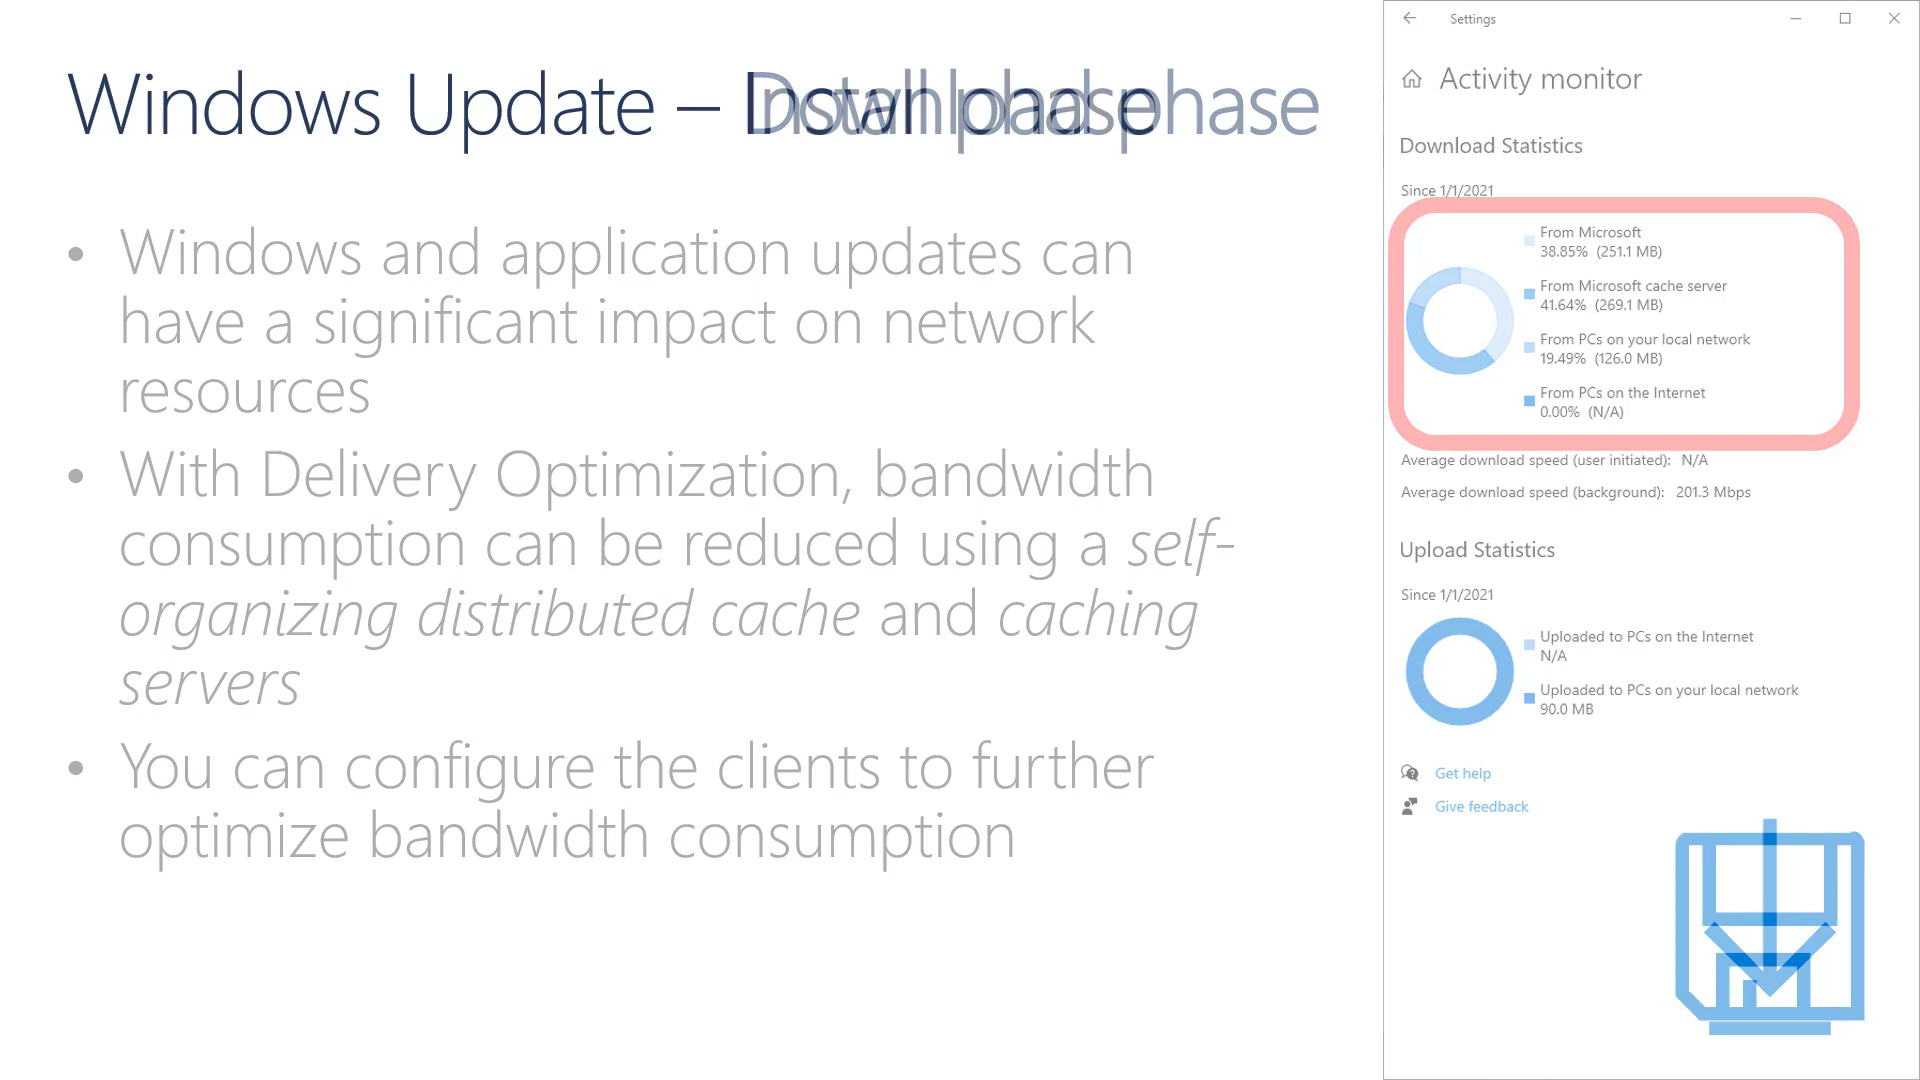 Windows Update – Download phase
Install phase
• Windows and application updates can
have a significant impact on network
resources
• With Delivery Optimization, bandwidth
consumption can be reduced using a self-
organizing distributed cache and caching
servers
• You can configure the clients to further
optimize bandwidth consumption
Settings
Activity monitor
Download Statistics
Since 1/1/2021
From Microsoft
38.85% (251.1 MB)
From Microsoft cache server
41.64% (269.1 MB)
From PCs on your local network
19.49% (126.0 MB)
From PCs on the Internet
0.00% (N/A)
Average download speed (user initiated): N/A
Average download speed (background): 201.3 Mbps
Upload Statistics
Since 1/1/2021
Uploaded to PCs on the Internet
N/A
Uploaded to PCs on your local network
90.0 MB
Get help
Give feedback